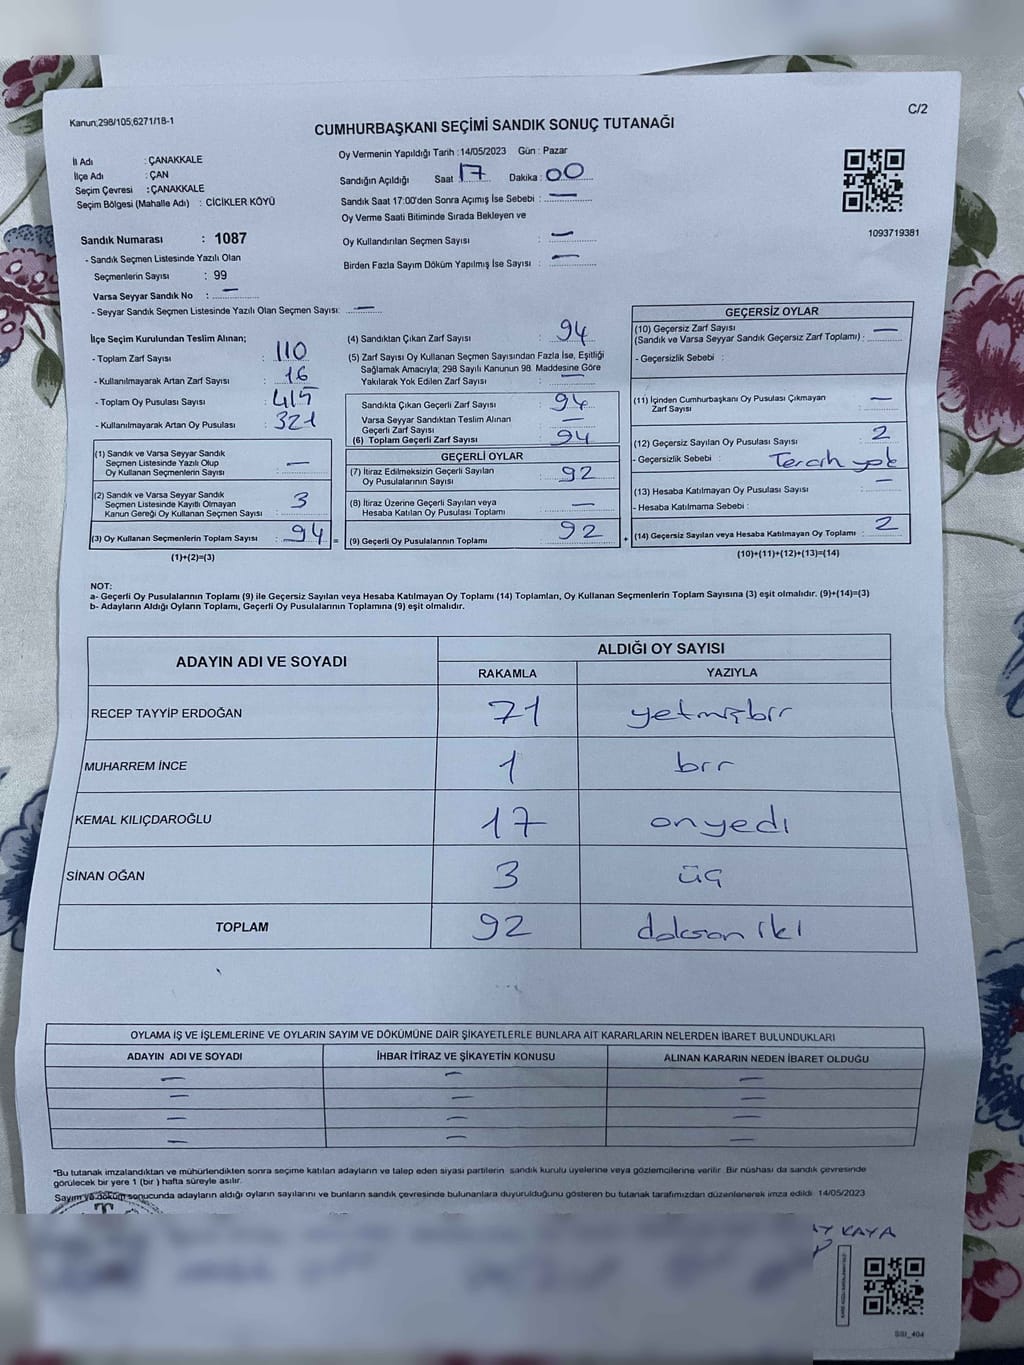 Kanun;298/105;6271/18-1
C/2
CUMHURBAŞKANI SEÇİMİ SANDIK SONUÇ TUTANAĞI
İl Adı : ÇANAKKALE
İlçe Adı : ÇAN
Seçim Çevresi : ÇANAKKALE
Seçim Bölgesi (Mahalle Adı) : CİCİKLER KÖYÜ
Oy Vermenin Yapıldığı Tarih : 14/05/2023 Gün : Pazar
Sandığın Açıldığı Saat 17 Dakika : 00
Sandık Saat 17:00'den Sonra Açımış İse Sebebi : —
Oy Verme Saati Bitiminde Sırada Bekleyen ve
Oy Kullandırılan Seçmen Sayısı : —
Birden Fazla Sayım Döküm Yapılmış İse Sayısı : —
1093719381
Sandık Numarası : 1087
- Sandık Seçmen Listesinde Yazılı Olan
Seçmenlerin Sayısı : 99
Varsa Seyyar Sandık No : —
- Seyyar Sandık Seçmen Listesinde Yazılı Olan Seçmen Sayısı: —
İlçe Seçim Kurulundan Teslim Alınan;
- Toplam Zarf Sayısı : 110
- Kullanılmayarak Artan Zarf Sayısı : 16
- Toplam Oy Pusulası Sayısı : 415
- Kullanılmayarak Artan Oy Pusulası : 321
(1) Sandık ve Varsa Seyyar Sandık
Seçmen Listesinde Yazılı Olup
Oy Kullanan Seçmenlerin Sayısı : —
(2) Sandık ve Varsa Seyyar Sandık
Seçmen Listesinde Kayıtlı Olmayan
Kanun Gereği Oy Kullanan Seçmen Sayısı : 3
(3) Oy Kullanan Seçmenlerin Toplam Sayısı : 94 =
(1)+(2)=(3)
(4) Sandıktan Çıkan Zarf Sayısı : 94
(5) Zarf Sayısı Oy Kullanan Seçmen Sayısından Fazla İse, Eşitliği
Sağlamak Amacıyla, 298 Sayılı Kanunun 98. Maddesine Göre
Yakılarak Yok Edilen Zarf Sayısı : —
Sandıkta Çıkan Geçerli Zarf Sayısı : 94
Varsa Seyyar Sandıktan Teslim Alınan
Geçerli Zarf Sayısı :
(6) Toplam Geçerli Zarf Sayısı : 94
GEÇERLİ OYLAR
(7) İtiraz Edilmeksizin Geçerli Sayılan
Oy Pusulalarının Sayısı : 92
(8) İtiraz Üzerine Geçerli Sayılan veya
Hesaba Katılan Oy Pusulası Toplamı : —
(9) Geçerli Oy Pusulalarının Toplamı : 92 +
GEÇERSİZ OYLAR
(10) Geçersiz Zarf Sayısı
(Sandık ve Varsa Seyyar Sandık Geçersiz Zarf Toplamı) : —
- Geçersizlik Sebebi :
(11) İçinden Cumhurbaşkanı Oy Pusulası Çıkmayan
Zarf Sayısı : —
(12) Geçersiz Sayılan Oy Pusulası Sayısı : 2
- Geçersizlik Sebebi : Tercih yok
(13) Hesaba Katılmayan Oy Pusulası Sayısı : —
- Hesaba Katılmama Sebebi :
(14) Geçersiz Sayılan veya Hesaba Katılmayan Oy Toplamı : 2
(10)+(11)+(12)+(13)=(14)
NOT:
a- Geçerli Oy Pusulalarının Toplamı (9) ile Geçersiz Sayılan veya Hesaba Katılmayan Oy Toplamı (14) Toplamları, Oy Kullanan Seçmenlerin Toplam Sayısına (3) eşit olmalıdır. (9)+(14)=(3)
b- Adayların Aldığı Oyların Toplamı, Geçerli Oy Pusulalarının Toplamına (9) eşit olmalıdır.
ADAYIN ADI VE SOYADI
ALDIĞI OY SAYISI
RAKAMLA YAZIYLA
RECEP TAYYİP ERDOĞAN 71 yetmişbir
MUHARREM İNCE 1 bir
KEMAL KILIÇDAROĞLU 17 onyedi
SİNAN OĞAN 3 üç
TOPLAM 92 doksan iki
OYLAMA İŞ VE İŞLEMLERİNE VE OYLARIN SAYIM VE DÖKÜMÜNE DAİR ŞİKAYETLERLE BUNLARA AİT KARARLARIN NELERDEN İBARET BULUNDUKLARI
ADAYIN ADI VE SOYADI İHBAR İTİRAZ VE ŞİKAYETİN KONUSU ALINAN KARARIN NEDEN İBARET OLDUĞU
— — —
— — —
— — —
— — —
*Bu tutanak imzalandıktan ve mühürlendikten sonra seçime katılan adayların ve talep eden siyasi partilerin sandık kurulu üyelerine veya gözlemcilerine verilir. Bir nüshası da sandık çevresinde
görülecek bir yere 1 (bir ) hafta süreyle asılır.
Sayım ve döküm sonucunda adayların aldığı oyların sayılarını ve bunların sandık çevresinde bulunanlara duyurulduğunu gösteren bu tutanak tarafımızdan düzenlenerek imza edildi. 14/05/2023
KAYA
SSI_404